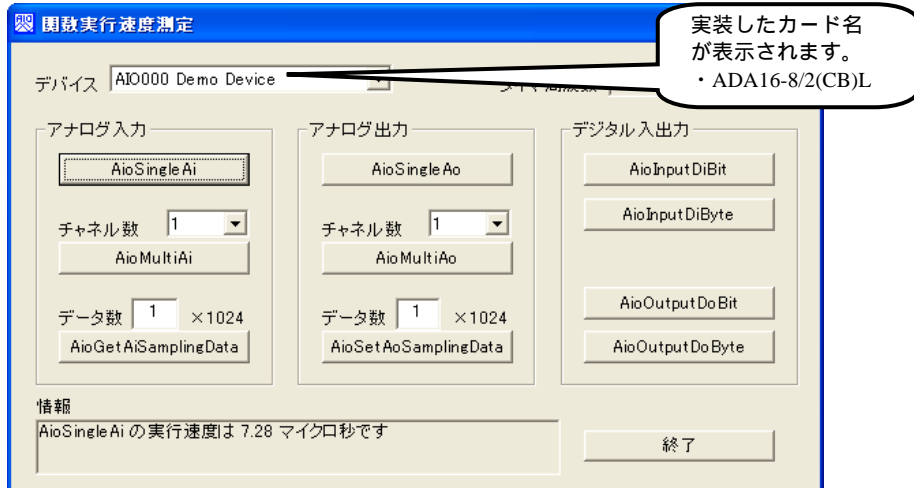 関数実行速度測定
実装したカード名
が表示されます。
・ADA16-8/2(CB)L
デバイス AIO000 Demo Device
アナログ入力
AioSingleAi
チャネル数 1
AioMultiAi
データ数 1 ×1024
AioGetAiSamplingData
アナログ出力
AioSingleAo
チャネル数 1
AioMultiAo
データ数 1 ×1024
AioSetAoSamplingData
デジタル入出力
AioInputDiBit
AioInputDiByte
AioOutputDoBit
AioOutputDoByte
情報
AioSingleAi の実行速度は 7.28 マイクロ秒です
終了